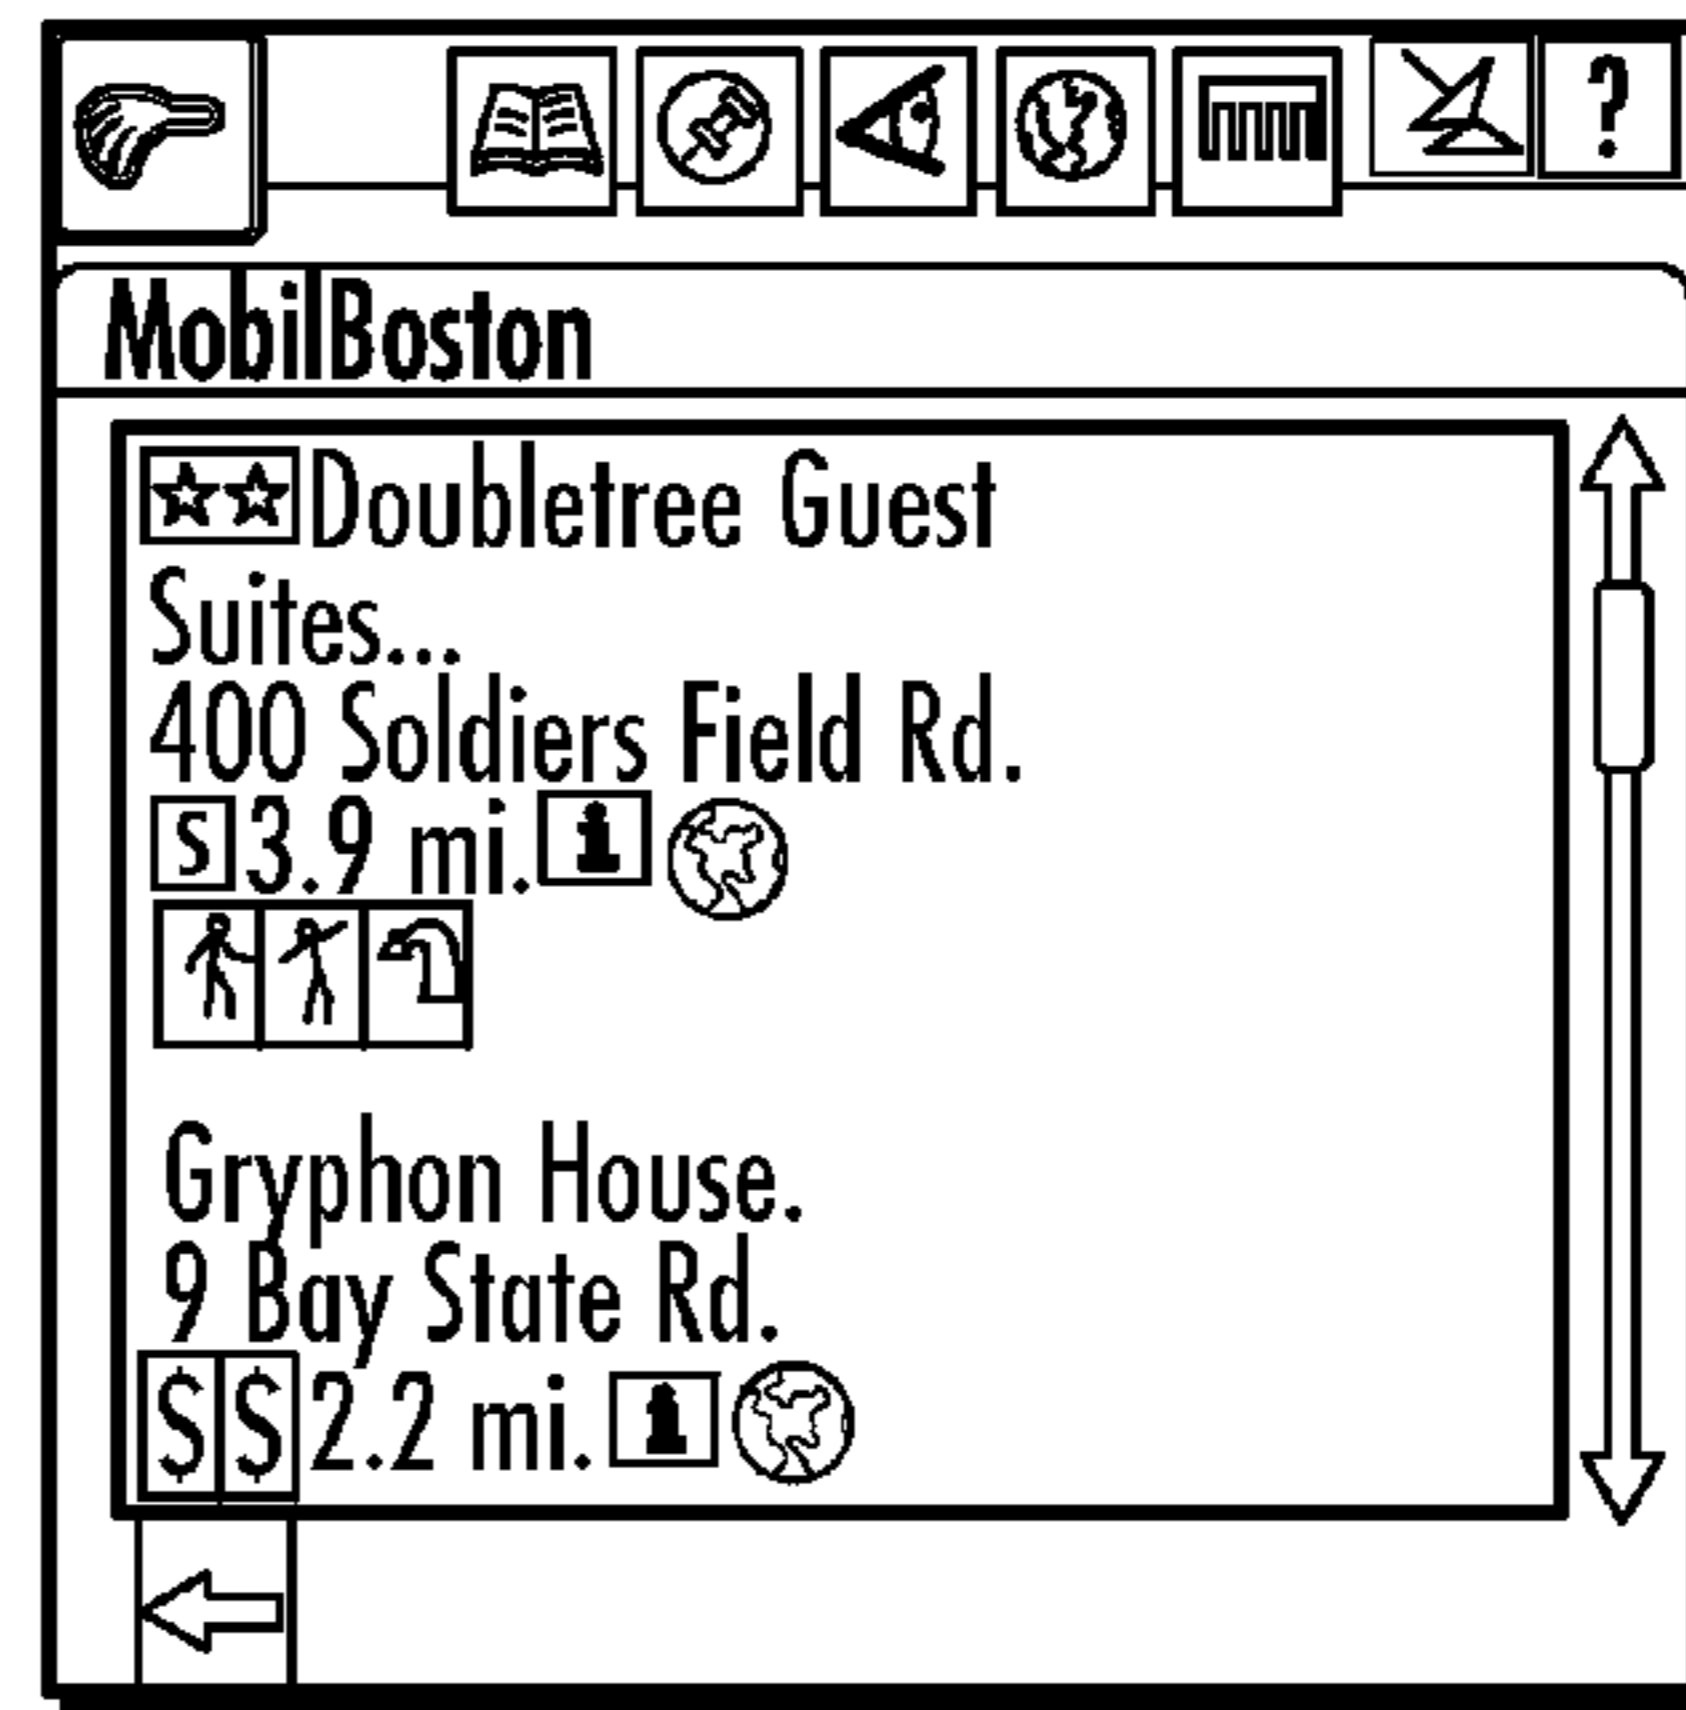 ?
MobilBoston
Doubletree Guest
Suites...
400 Soldiers Field Rd.
S 3.9 mi.
Gryphon House.
9 Bay State Rd.
$ $ 2.2 mi.